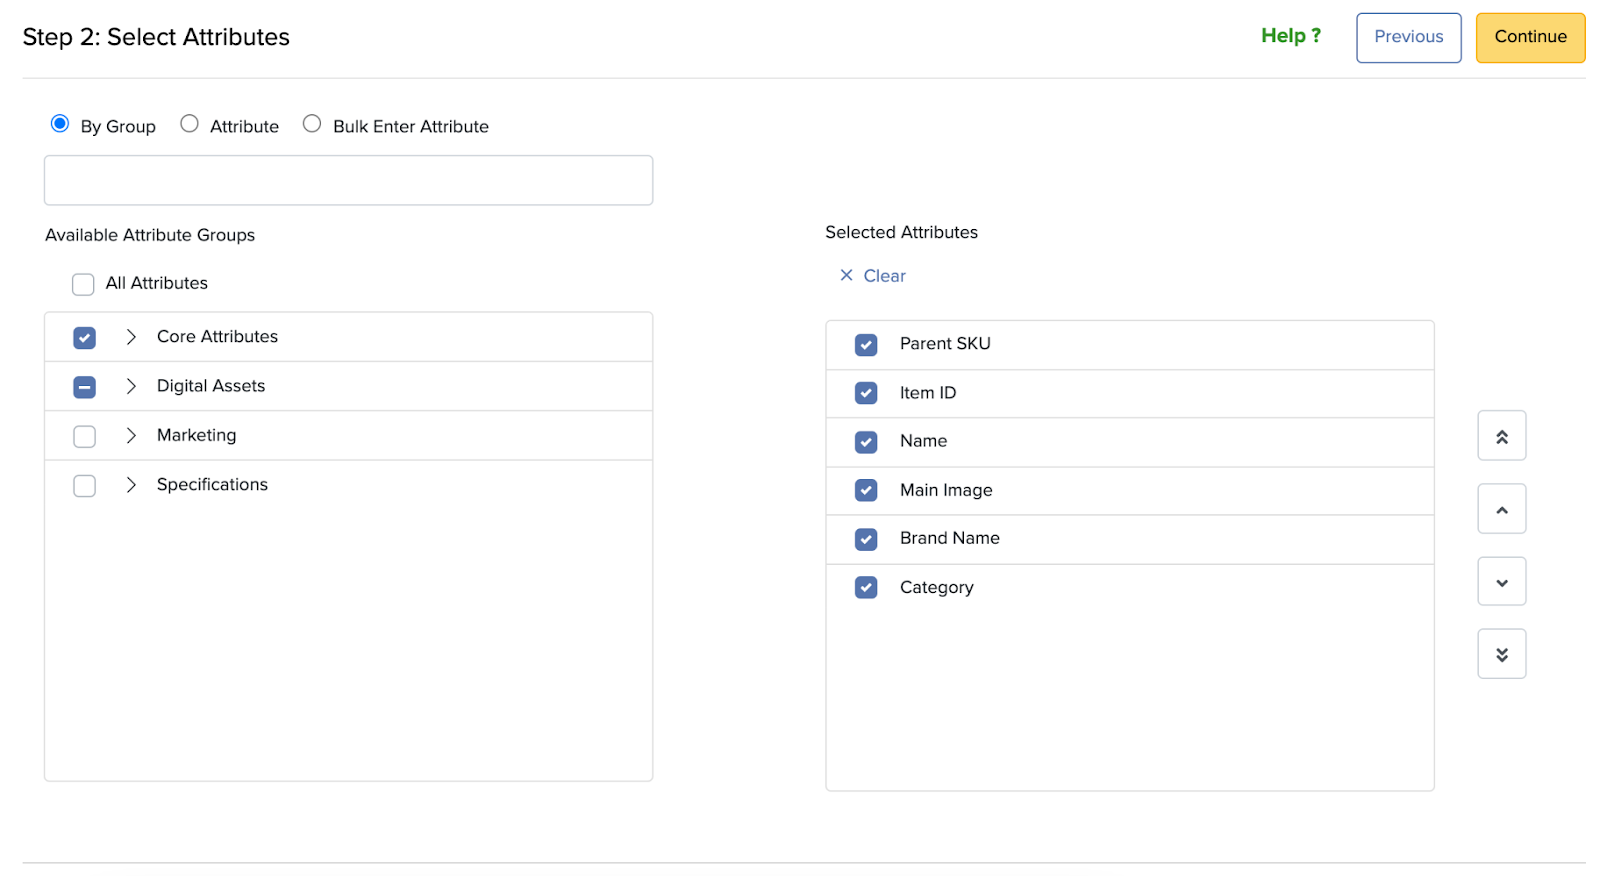 Step 2: Select Attributes
Help ?
Previous
Continue
By Group
Attribute
Bulk Enter Attribute
Available Attribute Groups
All Attributes
Core Attributes
Digital Assets
Marketing
Specifications
Selected Attributes
Clear
Parent SKU
Item ID
Name
Main Image
Brand Name
Category